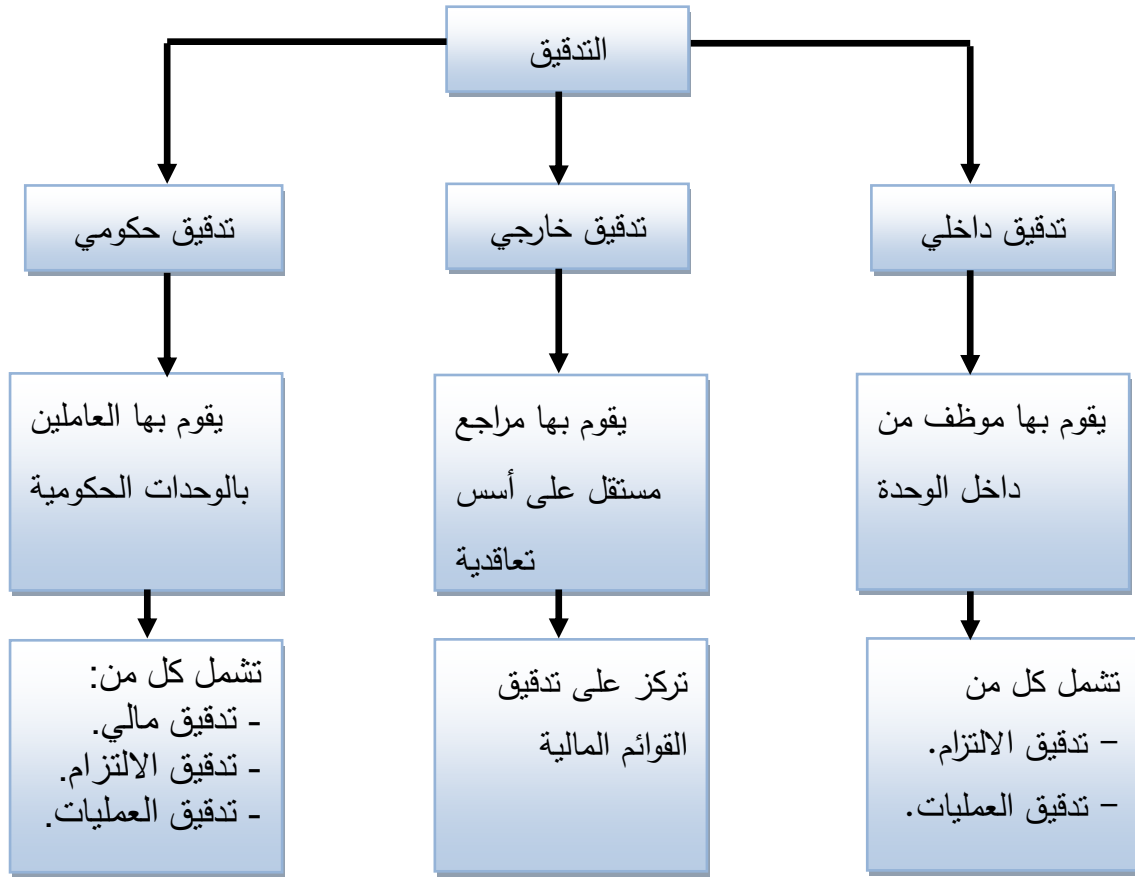 التدقيق
تدقيق داخلي
تدقيق خارجي
تدقيق حكومي
يقوم بها موظف من
داخل الوحدة
يقوم بها مراجع
مستقل على أسس
تعاقدية
يقوم بها العاملين
بالوحدات الحكومية
تشمل كل من
- تدقيق الالتزام.
- تدقيق العمليات.
تركز على تدقيق
القوائم المالية
تشمل كل من:
- تدقيق مالي.
- تدقيق الالتزام.
- تدقيق العمليات.